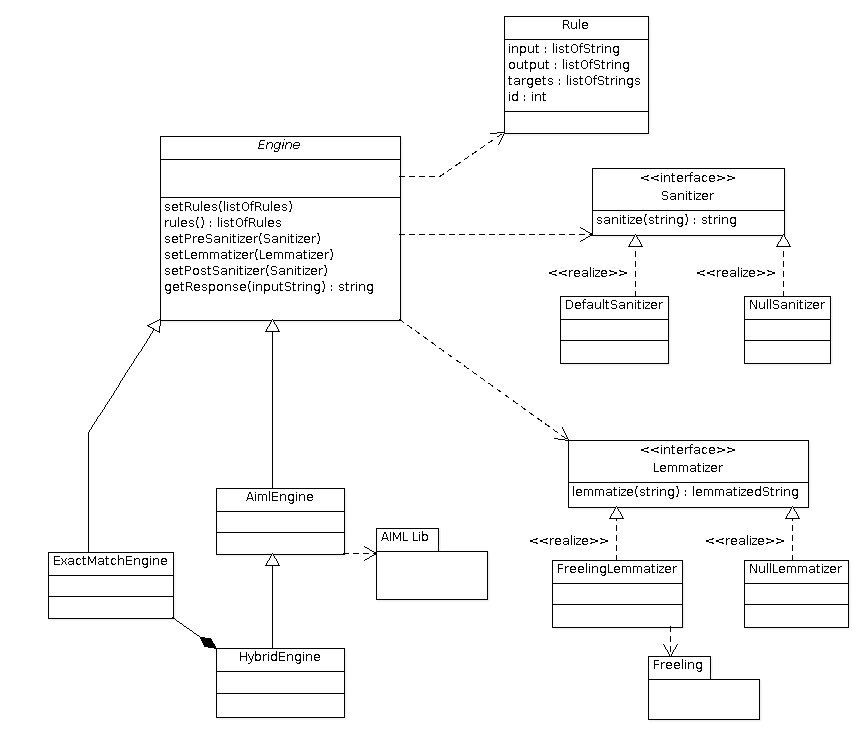 Rule
input : listOfString
output : listOfString
targets : listOfStrings
id : int
Engine
setRules(listOfRules)
rules() : listOfRules
setPreSanitizer(Sanitizer)
setLemmatizer(Lemmatizer)
setPostSanitizer(Sanitizer)
getResponse(inputString) : string
<<interface>>
Sanitizer
sanitize(string) : string
<<realize>>
<<realize>>
DefaultSanitizer
NullSanitizer
<<interface>>
Lemmatizer
lemmatize(string) : lemmatizedString
<<realize>>
<<realize>>
FreelingLemmatizer
NullLemmatizer
Freeling
AimlEngine
AIML Lib
ExactMatchEngine
HybridEngine